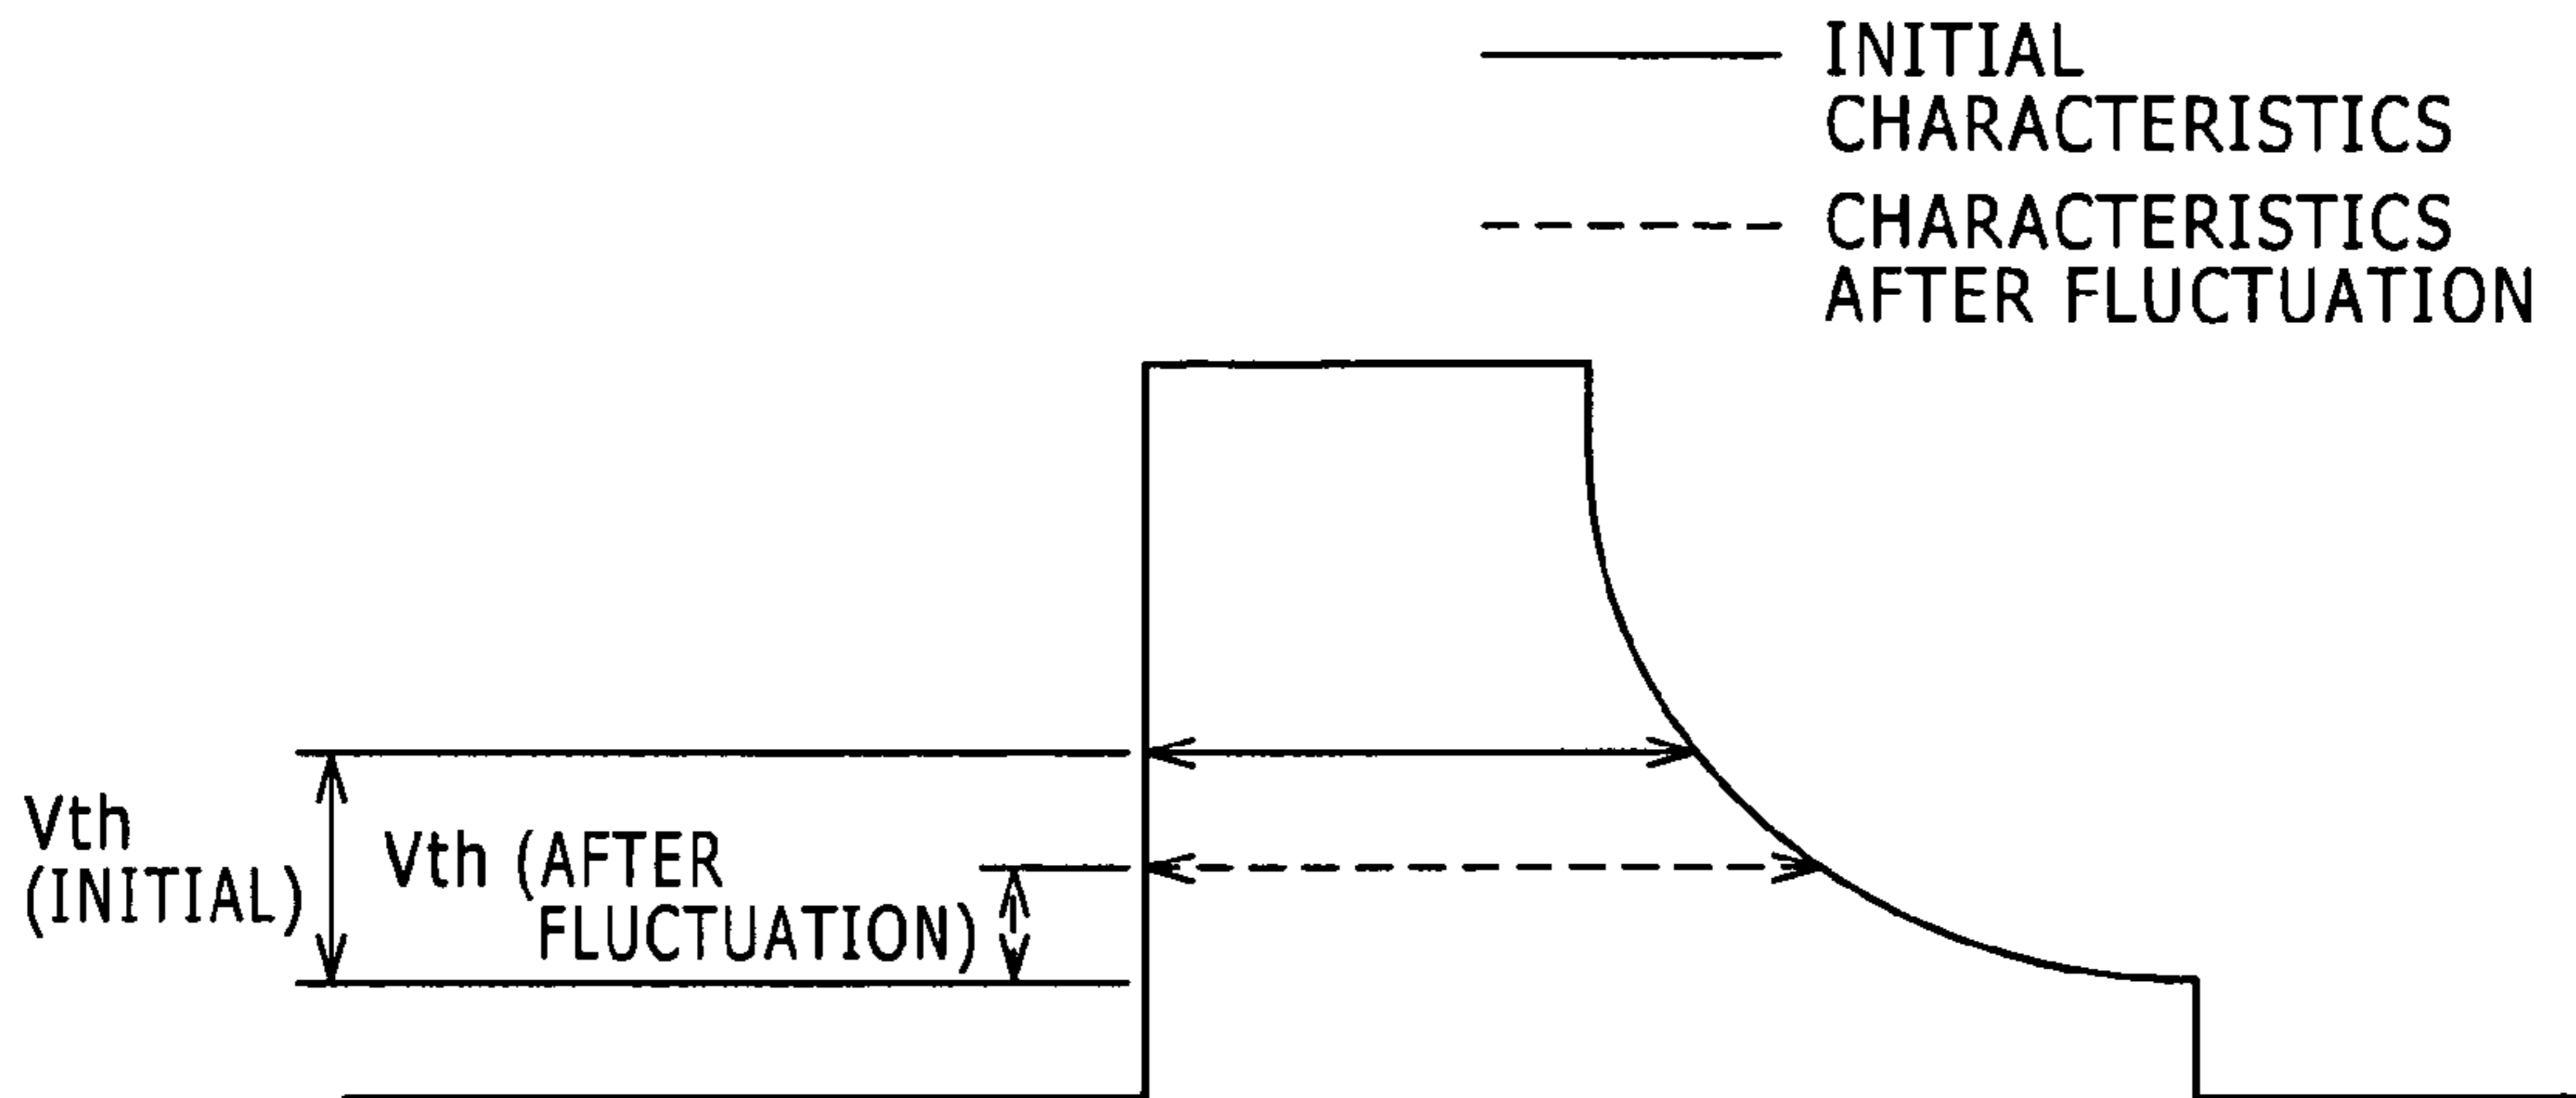 INITIAL
CHARACTERISTICS
CHARACTERISTICS
AFTER FLUCTUATION
Vth
(INITIAL)
Vth (AFTER
FLUCTUATION)